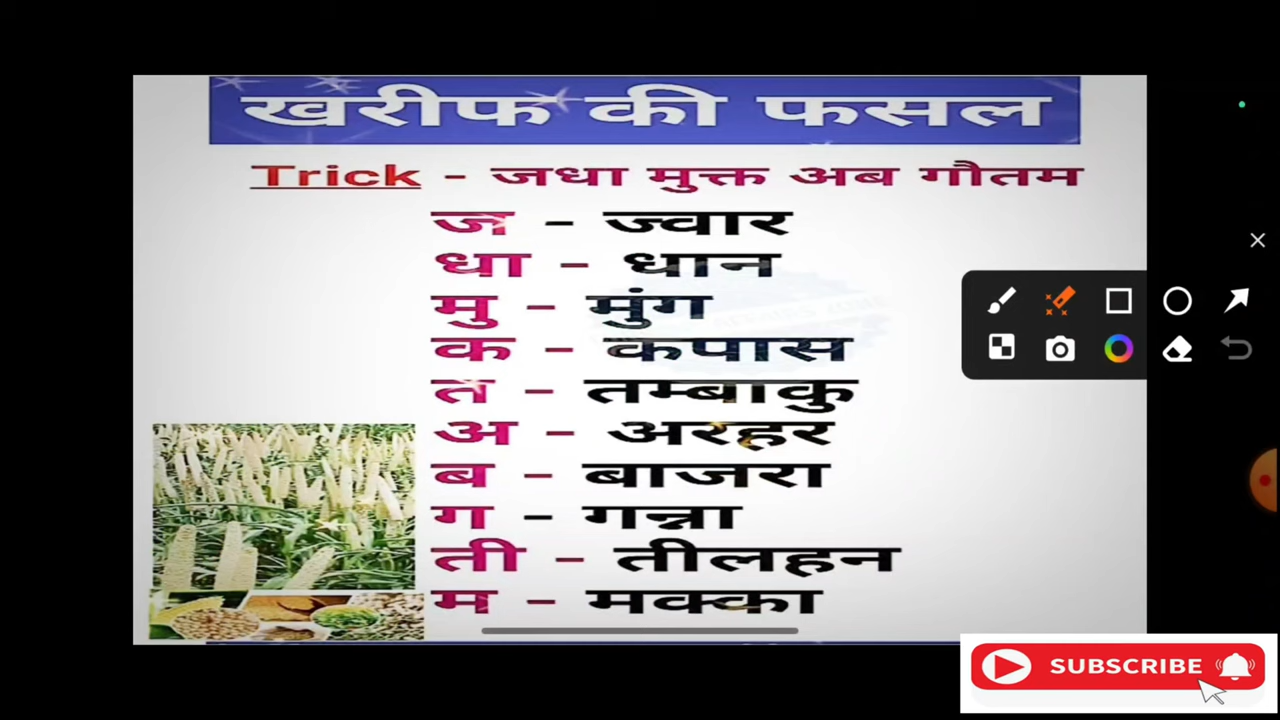 खरीफ की फसल
Trick - जधा मुक्त अब गौतम
ज - ज्वार
धा - धान
मु - मुंग
क - कपास
त - तम्बाकु
अ - अरहर
ब - बाजरा
ग - गन्ना
ती - तीलहन
म - मक्का
SUBSCRIBE